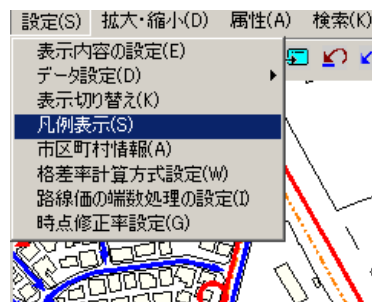 設定(S) 拡大・縮小(D) 属性(A) 検索(K)
表示内容の設定(E)
データ設定(D)
表示切り替え(K)
凡例表示(S)
市区町村情報(A)
格差率計算方式設定(W)
路線価の端数処理の設定(I)
時点修正率設定(G)